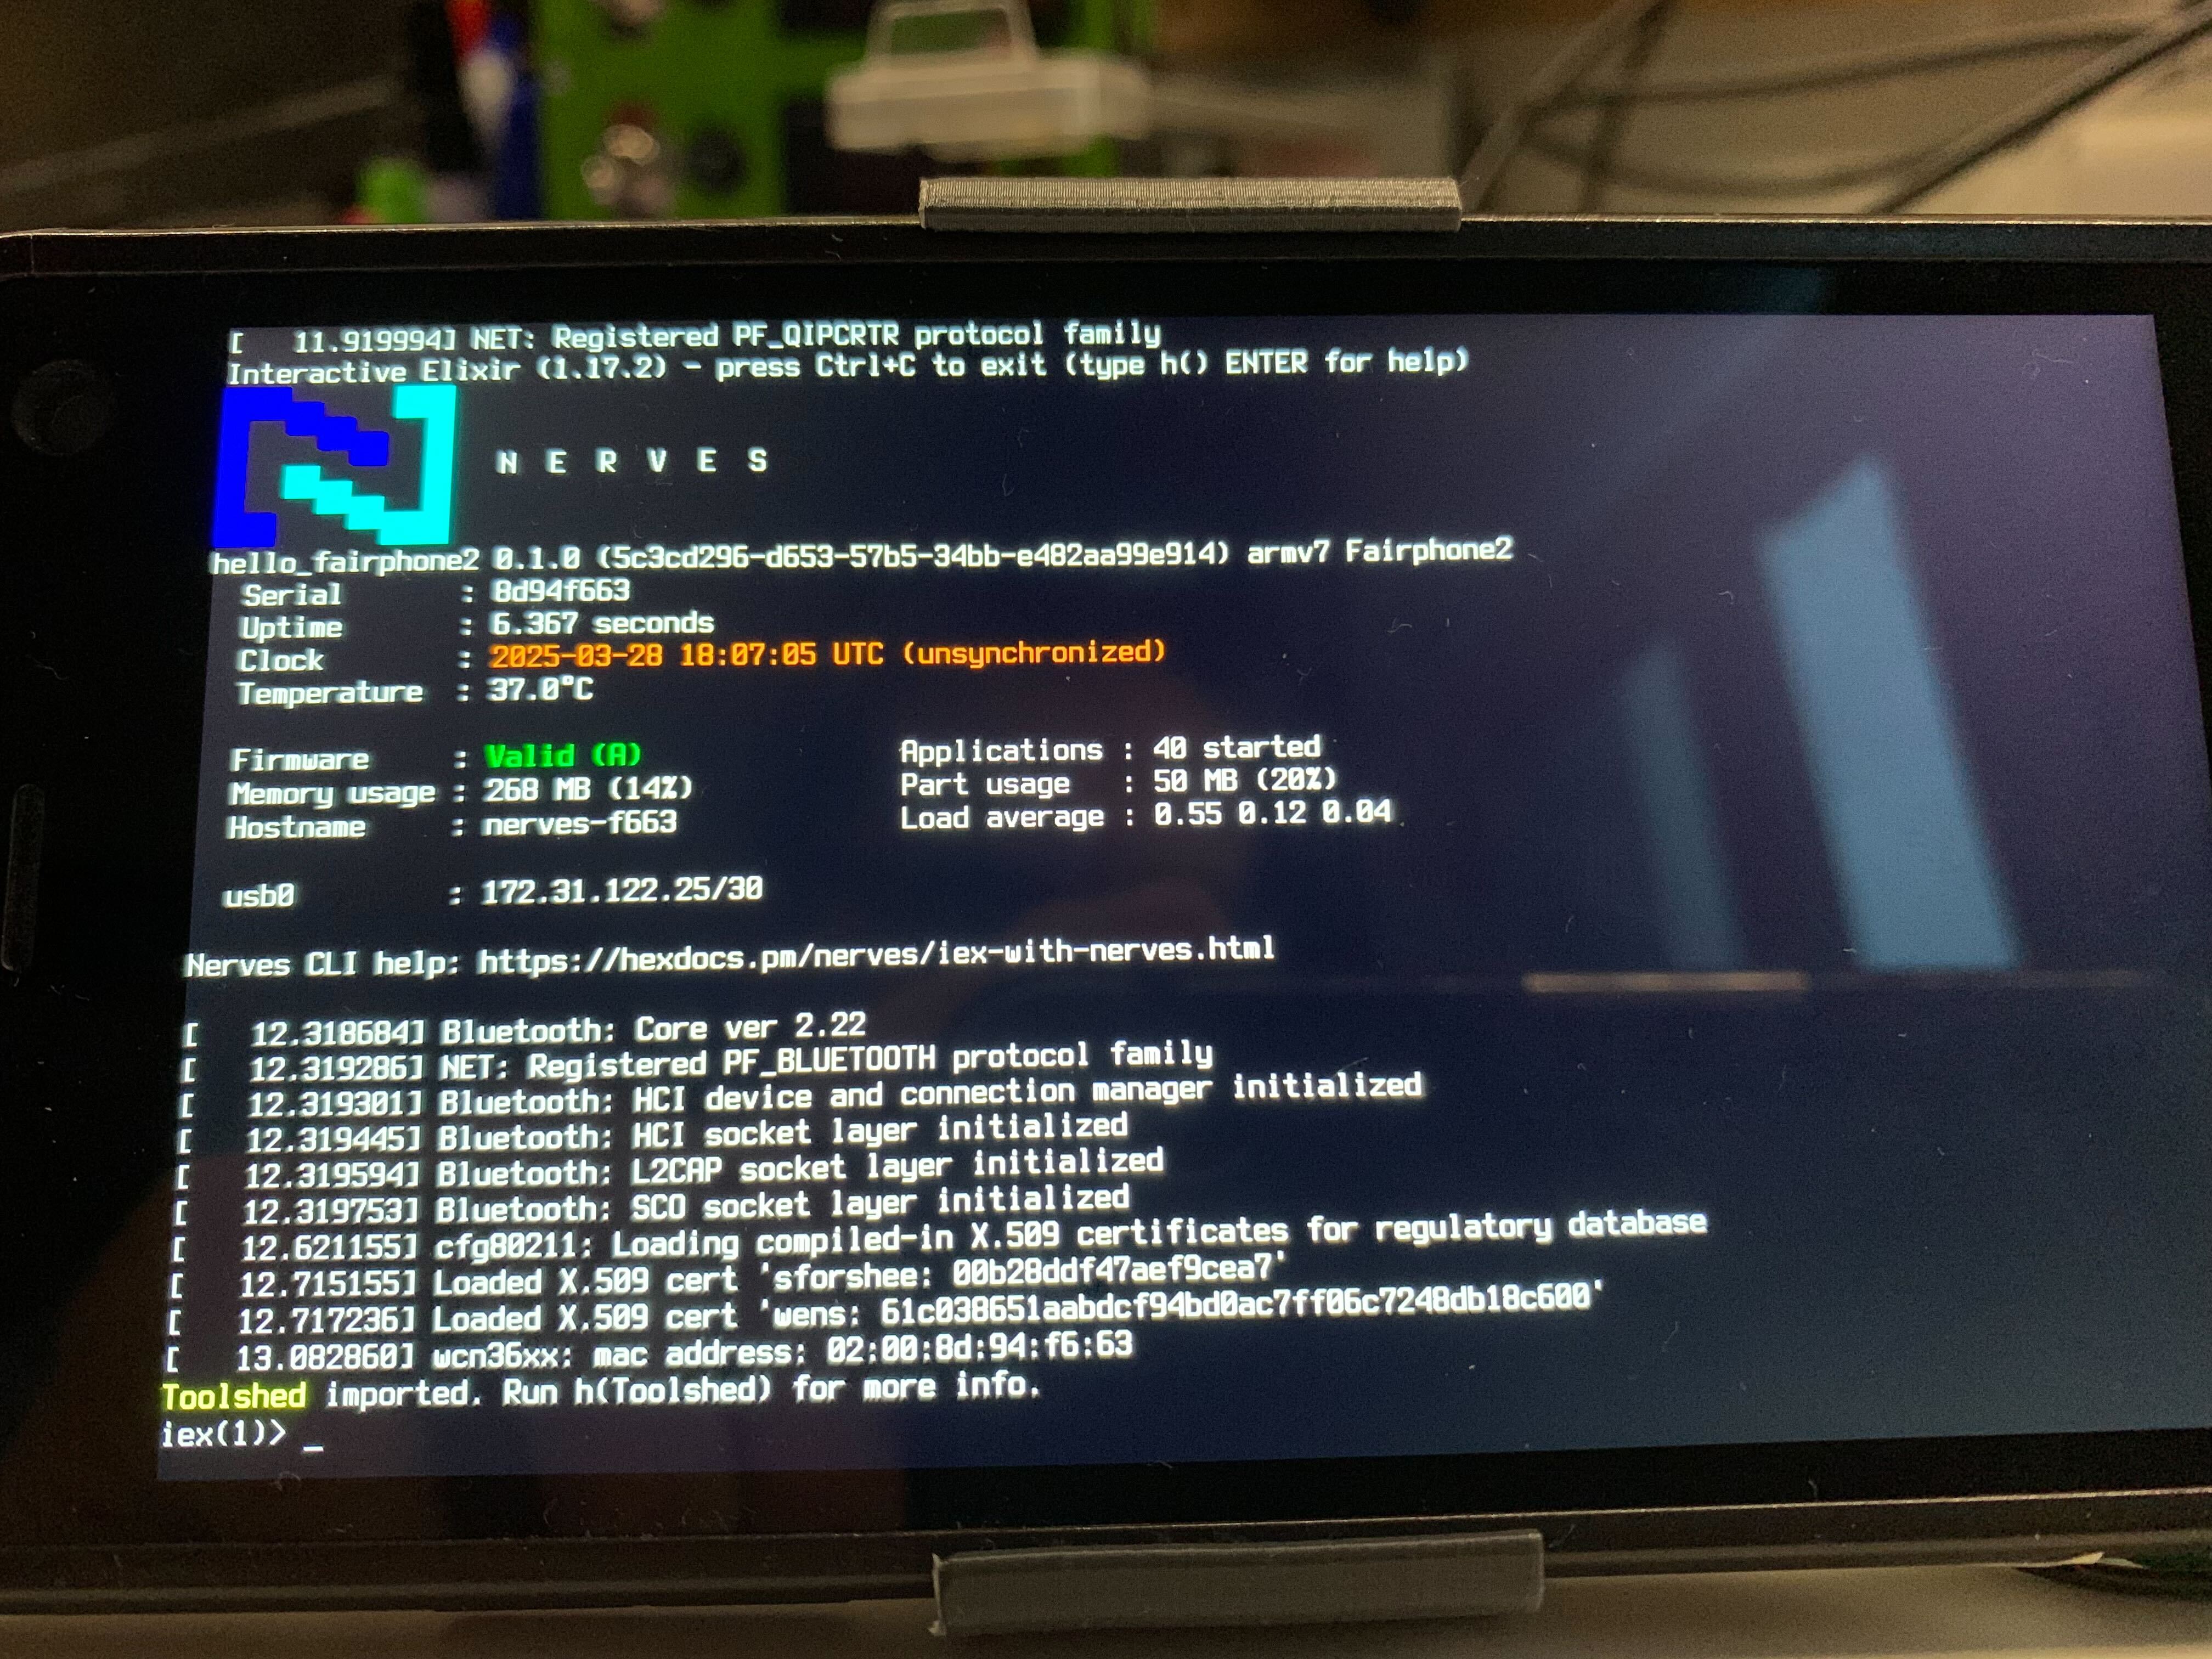 [   11.919994] NET: Registered PF_QIPCRTR protocol family
Interactive Elixir (1.17.2) - press Ctrl+C to exit (type h() ENTER for help)
N E R V E S
hello_fairphone2 0.1.0 (5c3cd296-d653-57b5-34bb-e482aa99e914) armv7 Fairphone2
Serial       : 8d94f663
Uptime       : 6.367 seconds
Clock        : 2025-03-28 18:07:05 UTC (unsynchronized)
Temperature  : 37.0°C
Firmware     : Valid (A)               Applications : 40 started
Memory usage : 268 MB (14%)            Part usage   : 50 MB (20%)
Hostname     : nerves-f663             Load average : 0.55 0.12 0.04
usb0         : 172.31.122.25/30
Nerves CLI help: https://hexdocs.pm/nerves/iex-with-nerves.html
[   12.318684] Bluetooth: Core ver 2.22
[   12.319286] NET: Registered PF_BLUETOOTH protocol family
[   12.319301] Bluetooth: HCI device and connection manager initialized
[   12.319445] Bluetooth: HCI socket layer initialized
[   12.319594] Bluetooth: L2CAP socket layer initialized
[   12.319753] Bluetooth: SCO socket layer initialized
[   12.621155] cfg80211: Loading compiled-in X.509 certificates for regulatory database
[   12.715155] Loaded X.509 cert 'sforshee: 00b28ddf47aef9cea7'
[   12.717236] Loaded X.509 cert 'wens: 61c038651aabdcf94bd0ac7ff06c7248db18c600'
[   13.082860] wcn36xx: mac address: 02:00:8d:94:f6:63
Toolshed imported. Run h(Toolshed) for more info.
iex(1)> _